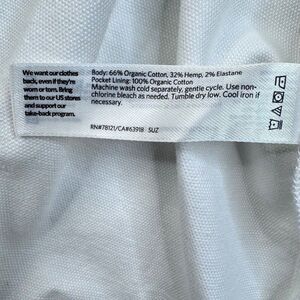 We want our clothes
back, even if they're
worn or torn. Bring
them to our US stores
and support our
take-back program.
Body: 66% Organic Cotton, 32% Hemp, 2% Elastane
Pocket Lining: 100% Organic Cotton
Machine wash cold separately, gentle cycle. Use non-
chlorine bleach as needed. Tumble dry low. Cool iron if
necessary.
RN#78121/CA#63918 SUZ